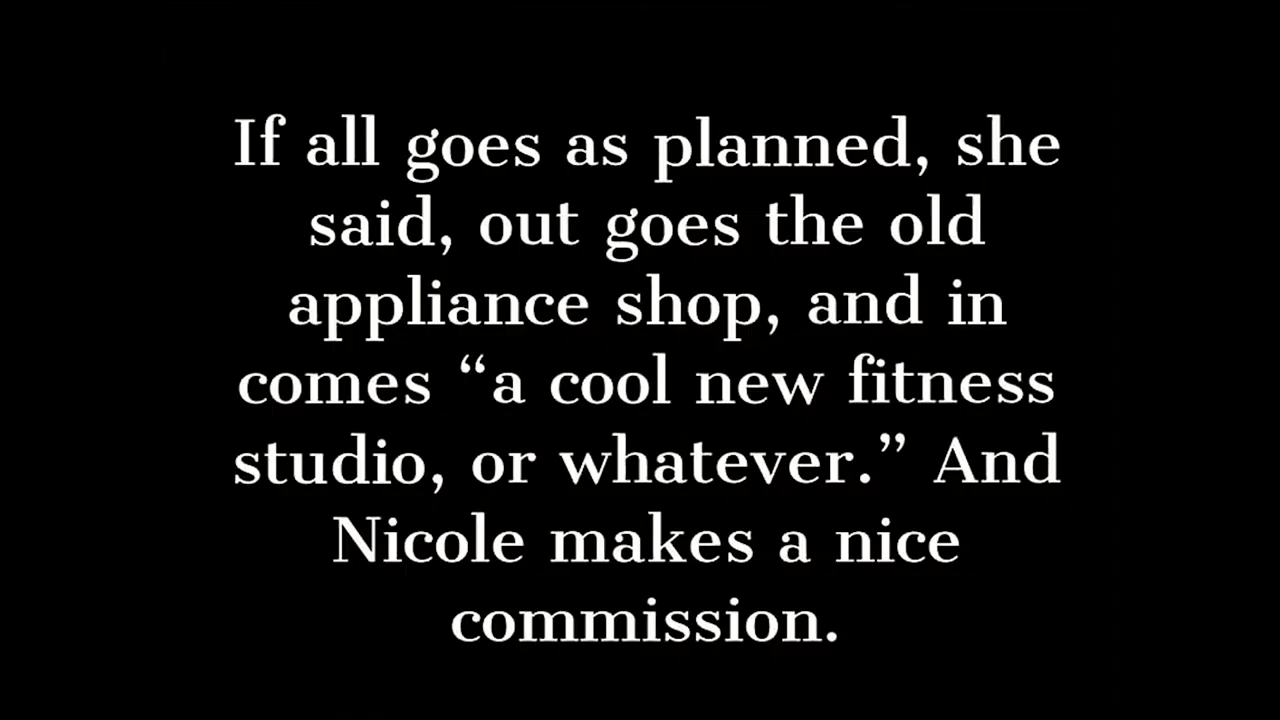 If all goes as planned, she
said, out goes the old
appliance shop, and in
comes “a cool new fitness
studio, or whatever.” And
Nicole makes a nice
commission.